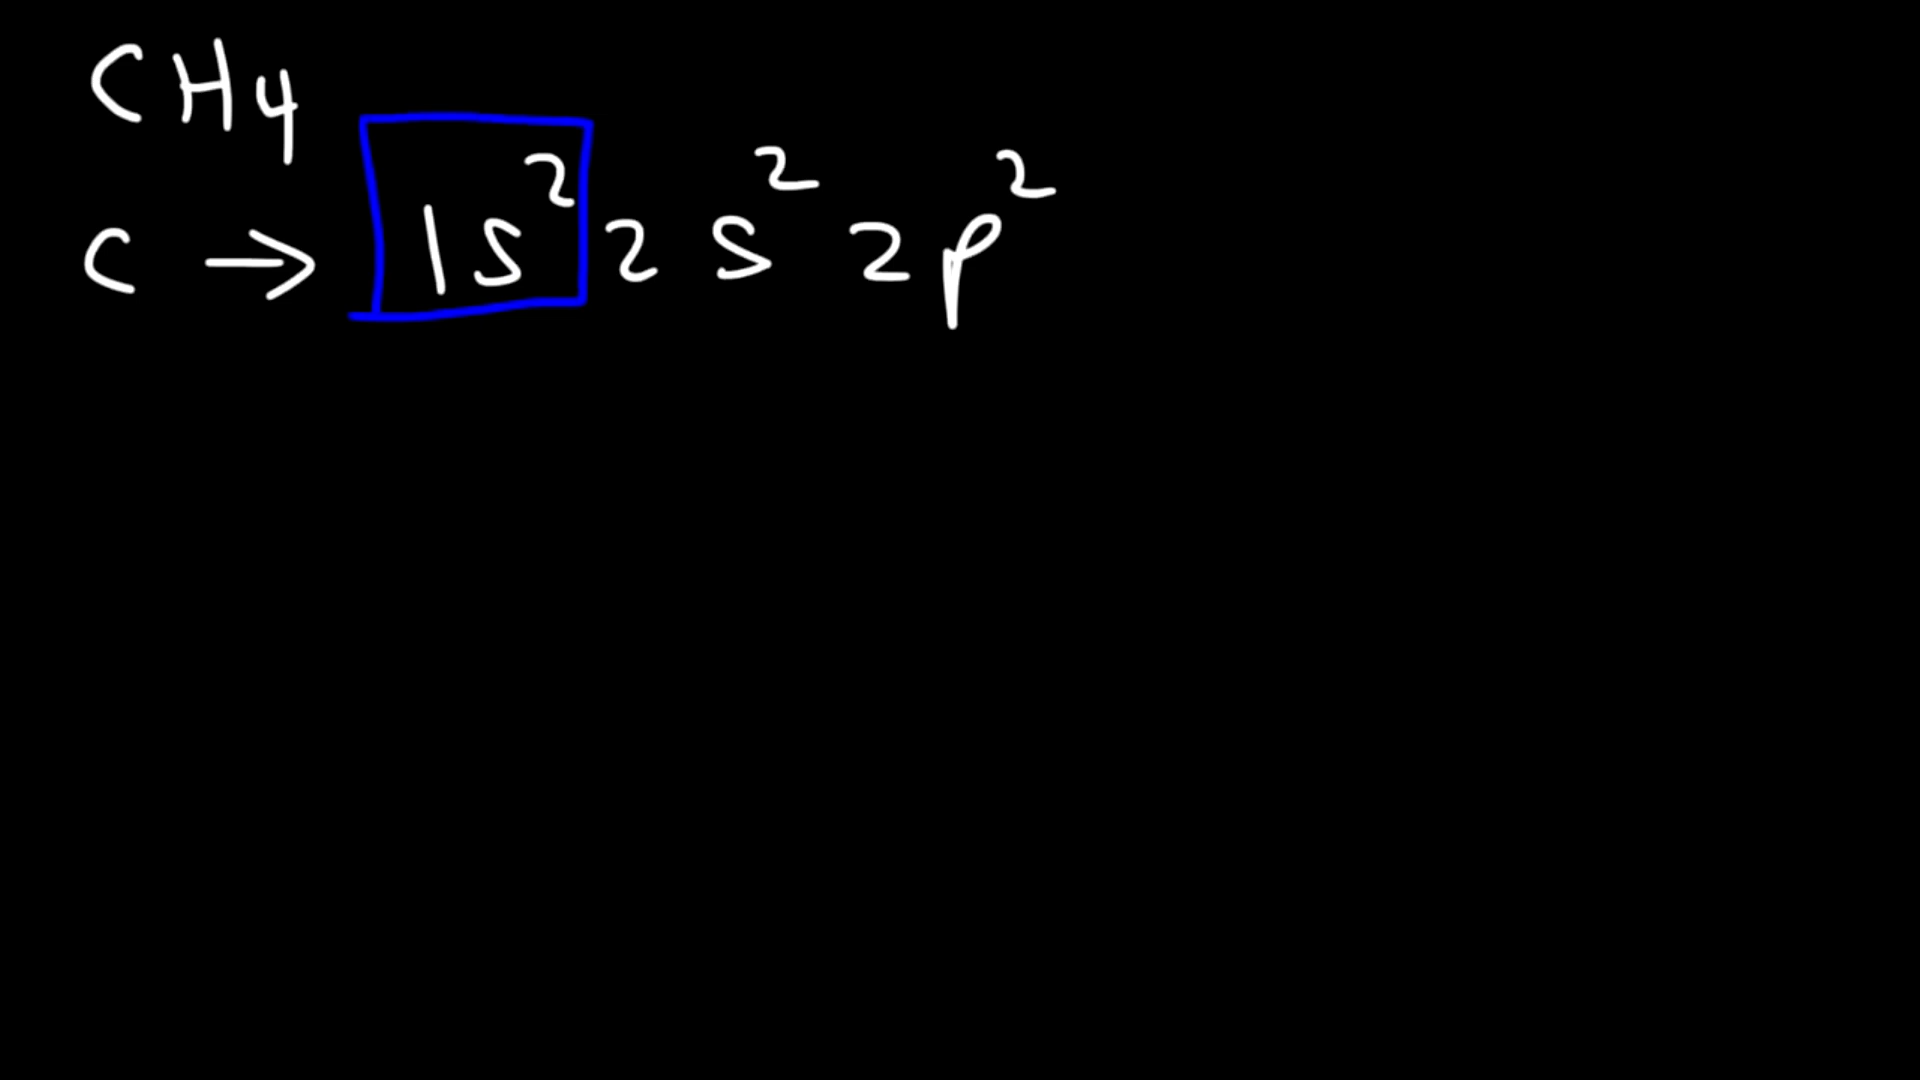 CH₄
C → 1s² 2s² 2p²